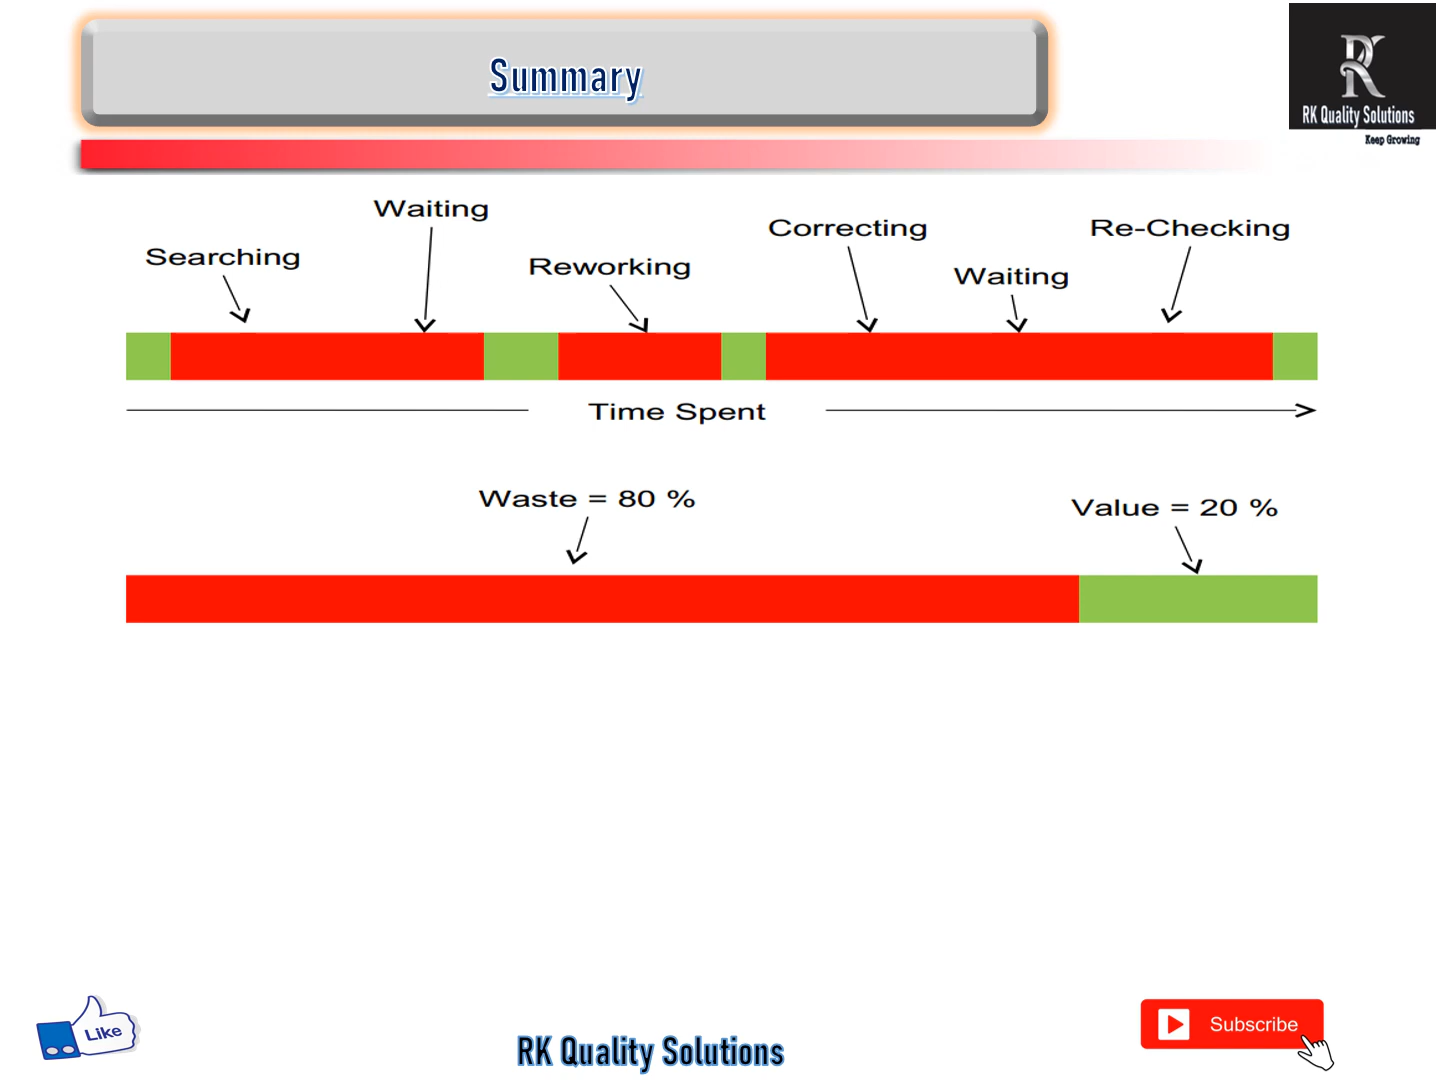 Summary
RK Quality Solutions
Keep Growing
Waiting
Searching
Reworking
Correcting
Waiting
Re-Checking
Time Spent
Waste = 80 %
Value = 20 %
Like
RK Quality Solutions
Subscribe